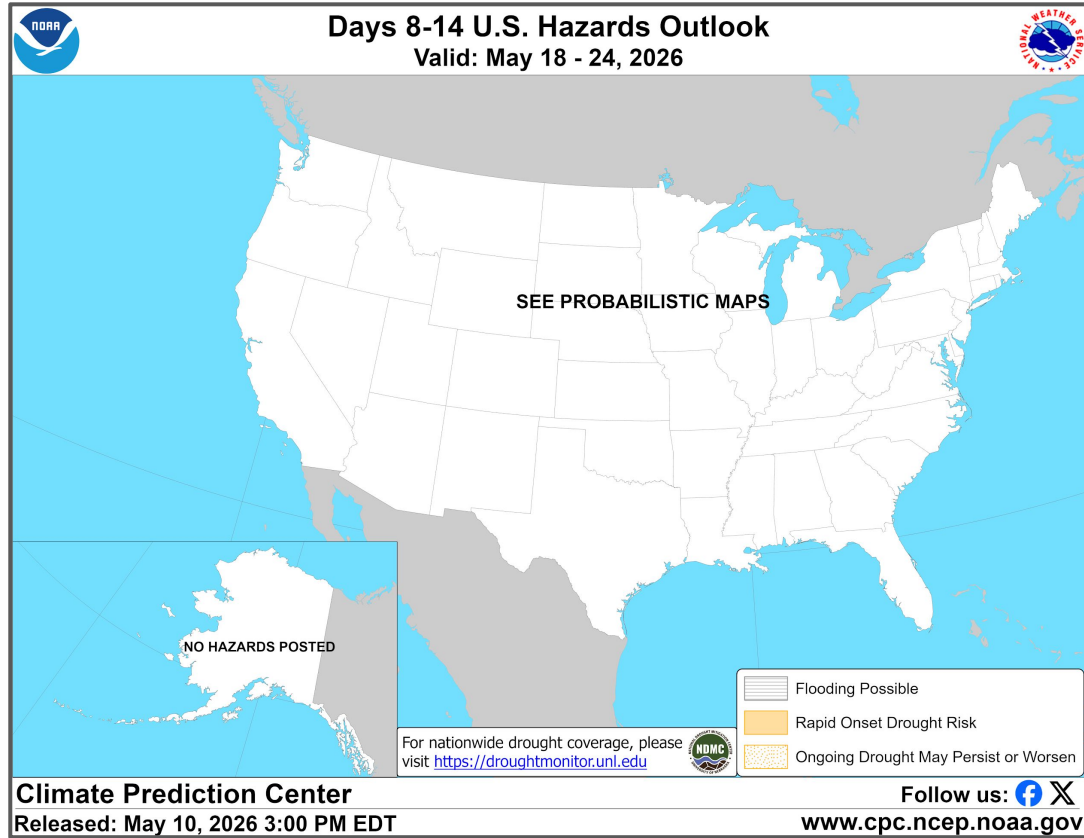 NOAA
Days 8-14 U.S. Hazards Outlook
Valid: May 18 - 24, 2026
NATIONAL WEATHER SERVICE
SEE PROBABILISTIC MAPS
NO HAZARDS POSTED
Flooding Possible
Rapid Onset Drought Risk
Ongoing Drought May Persist or Worsen
For nationwide drought coverage, please
visit https://droughtmonitor.unl.edu
NDMC
Climate Prediction Center
Follow us:
Released: May 10, 2026 3:00 PM EDT
www.cpc.ncep.noaa.gov